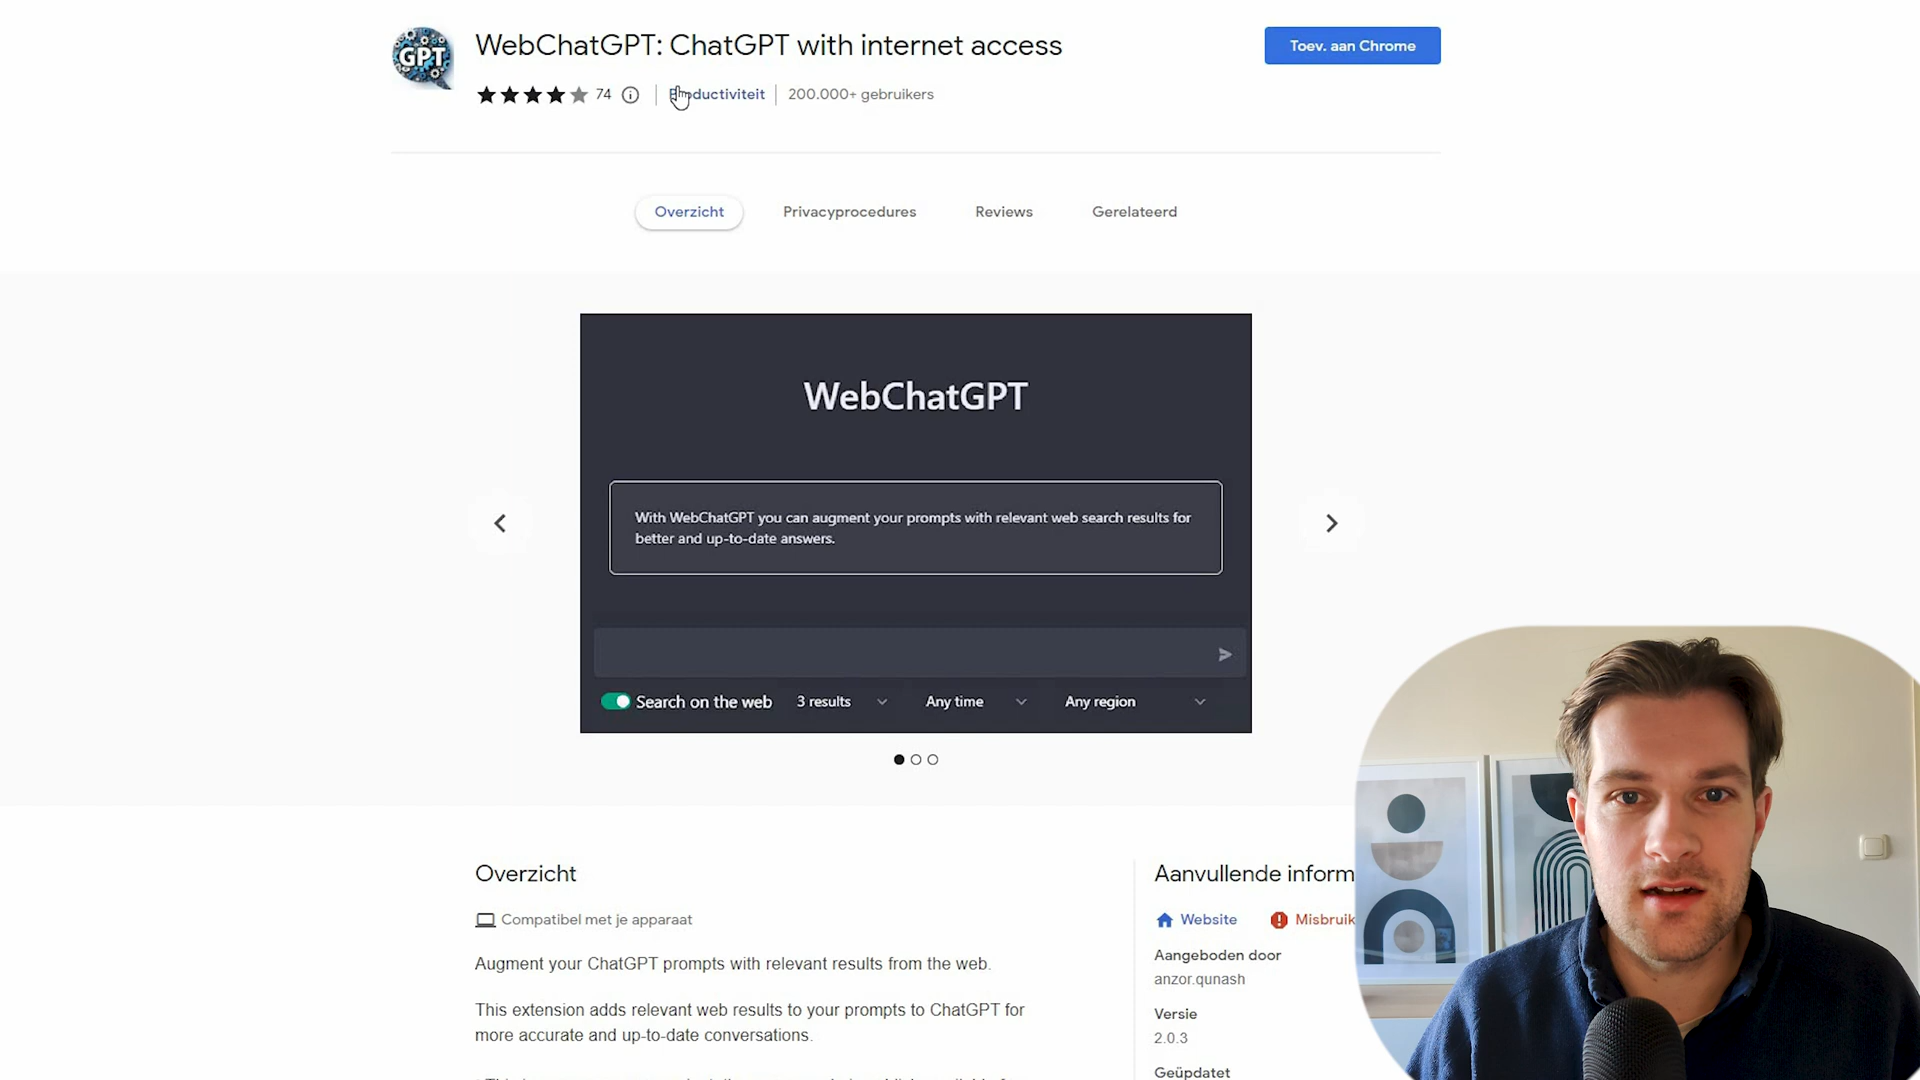 GPT
WebChatGPT: ChatGPT with internet access
Toev. aan Chrome
74
Productiviteit
200.000+ gebruikers
Overzicht
Privacyprocedures
Reviews
Gerelateerd
WebChatGPT
With WebChatGPT you can augment your prompts with relevant web search results for
better and up-to-date answers.
Search on the web
3 results
Any time
Any region
Overzicht
Compatibel met je apparaat
Augment your ChatGPT prompts with relevant results from the web.
This extension adds relevant web results to your prompts to ChatGPT for
more accurate and up-to-date conversations.
Aanvullende inform
Website
Misbruik
Aangeboden door
anzor.qunash
Versie
2.0.3
Geüpdatet